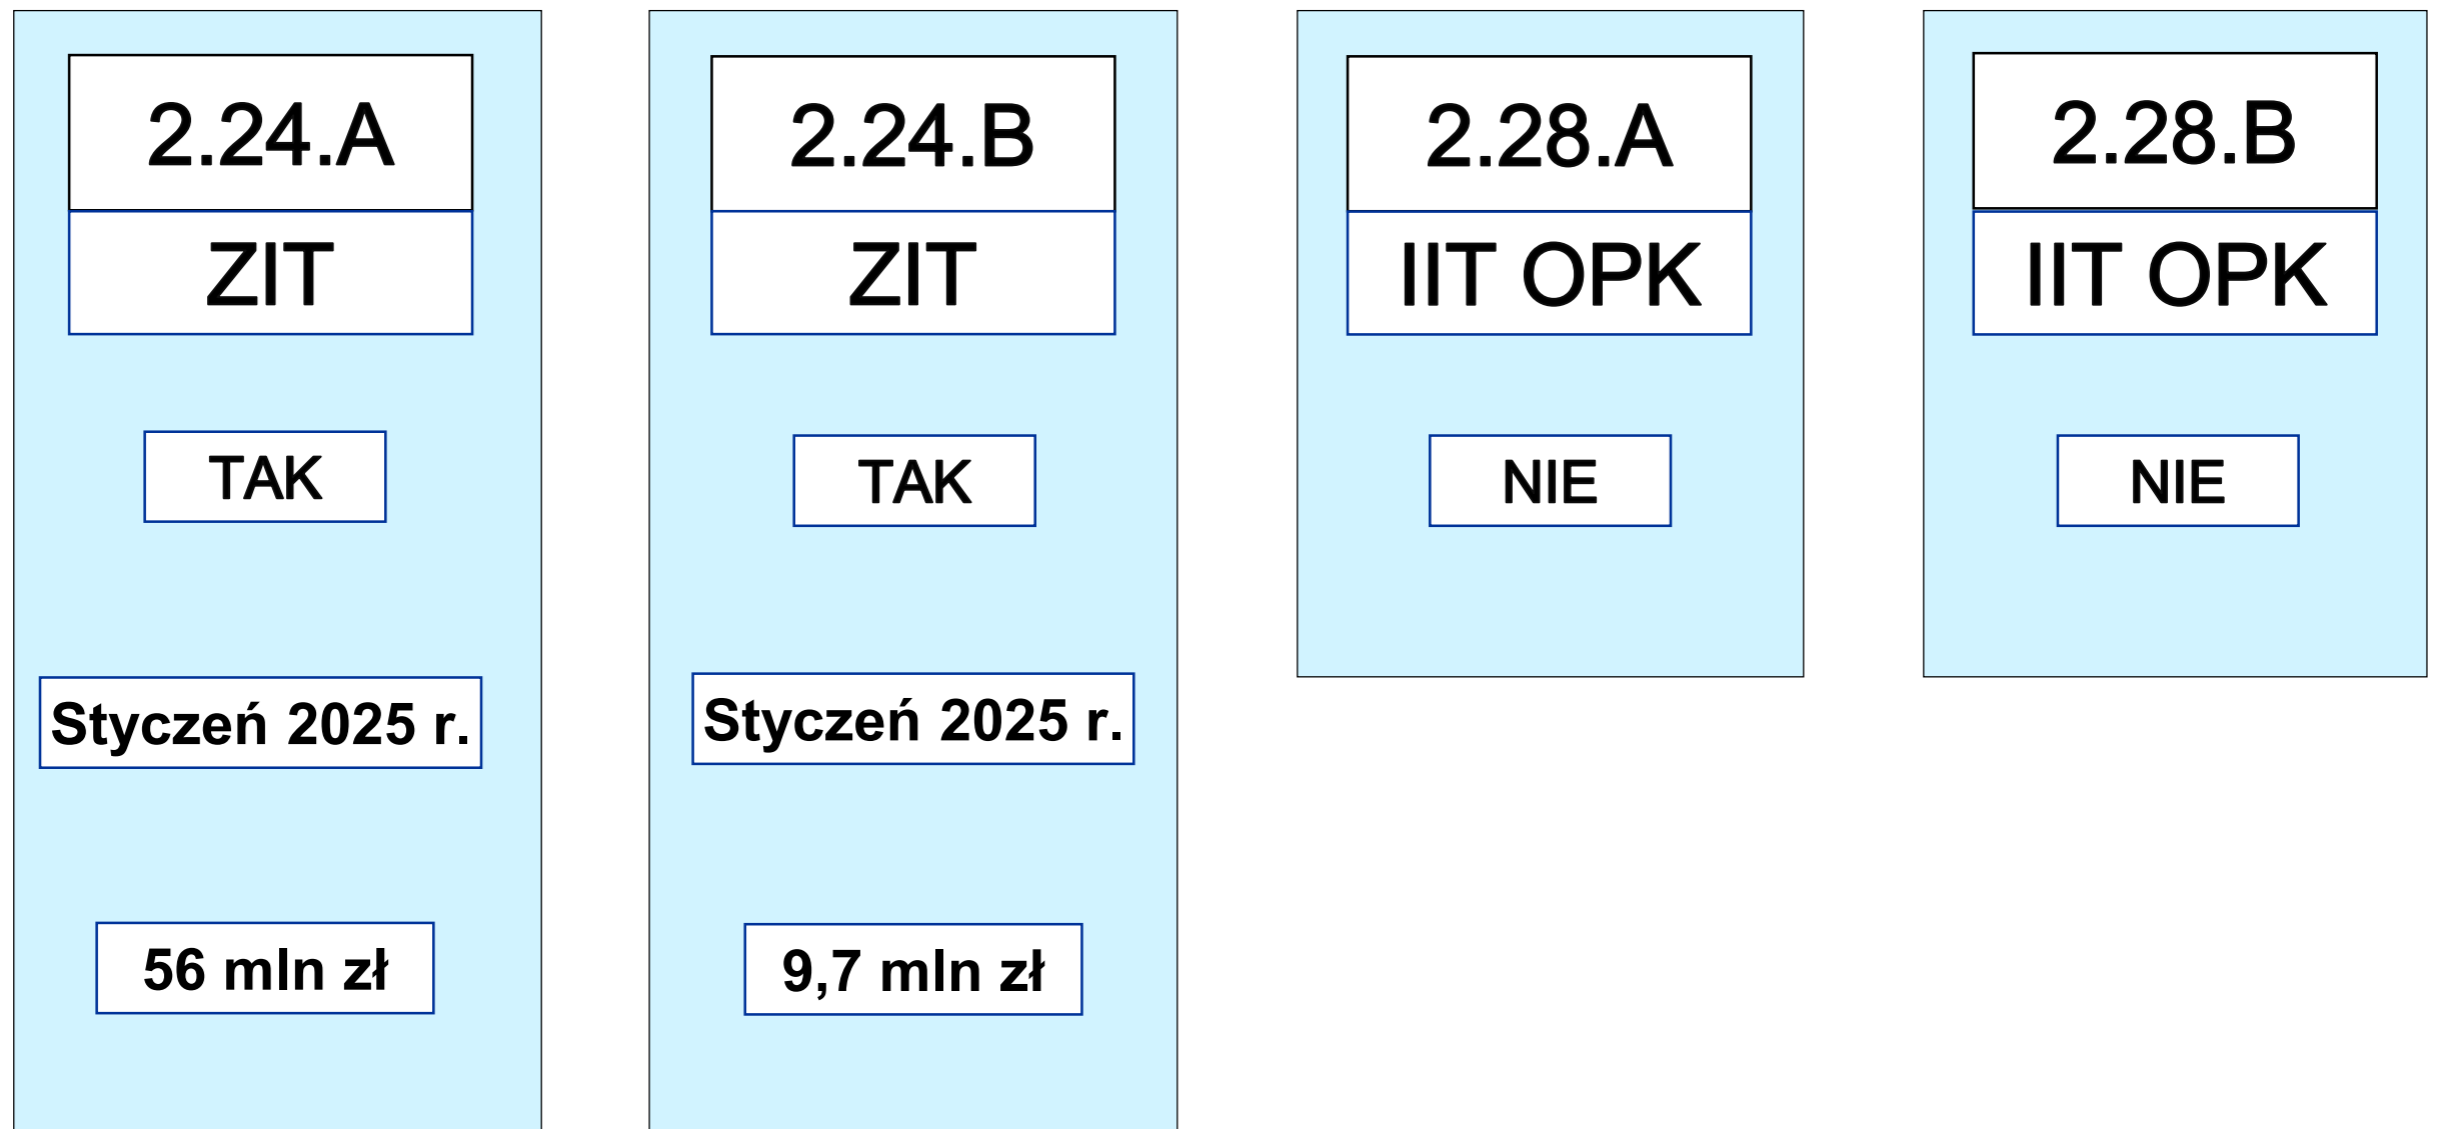 2.24.A
ZIT
TAK
Styczeń 2025 r.
56 mln zł
2.24.B
ZIT
TAK
Styczeń 2025 r.
9,7 mln zł
2.28.A
IIT OPK
NIE
2.28.B
IIT OPK
NIE